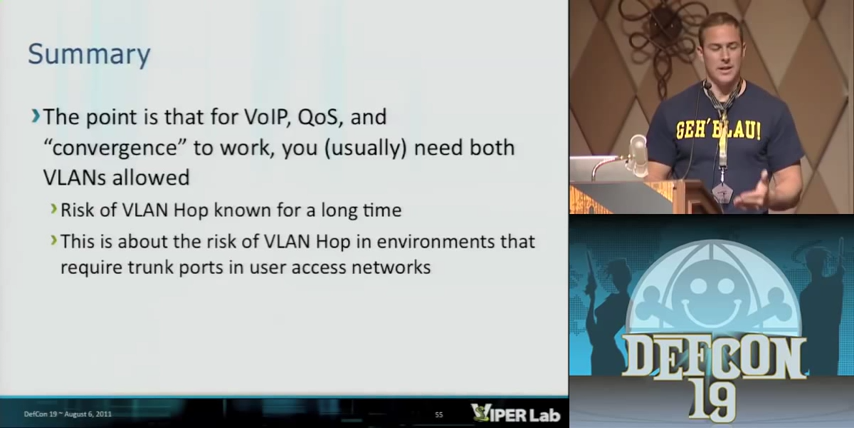 Summary
The point is that for VoIP, QoS, and
“convergence” to work, you (usually) need both
VLANs allowed
Risk of VLAN Hop known for a long time
This is about the risk of VLAN Hop in environments that
require trunk ports in user access networks
DefCon 19 ~ August 6, 2011
55
VIPER Lab
GEH'BLAU!
DEFCON
19